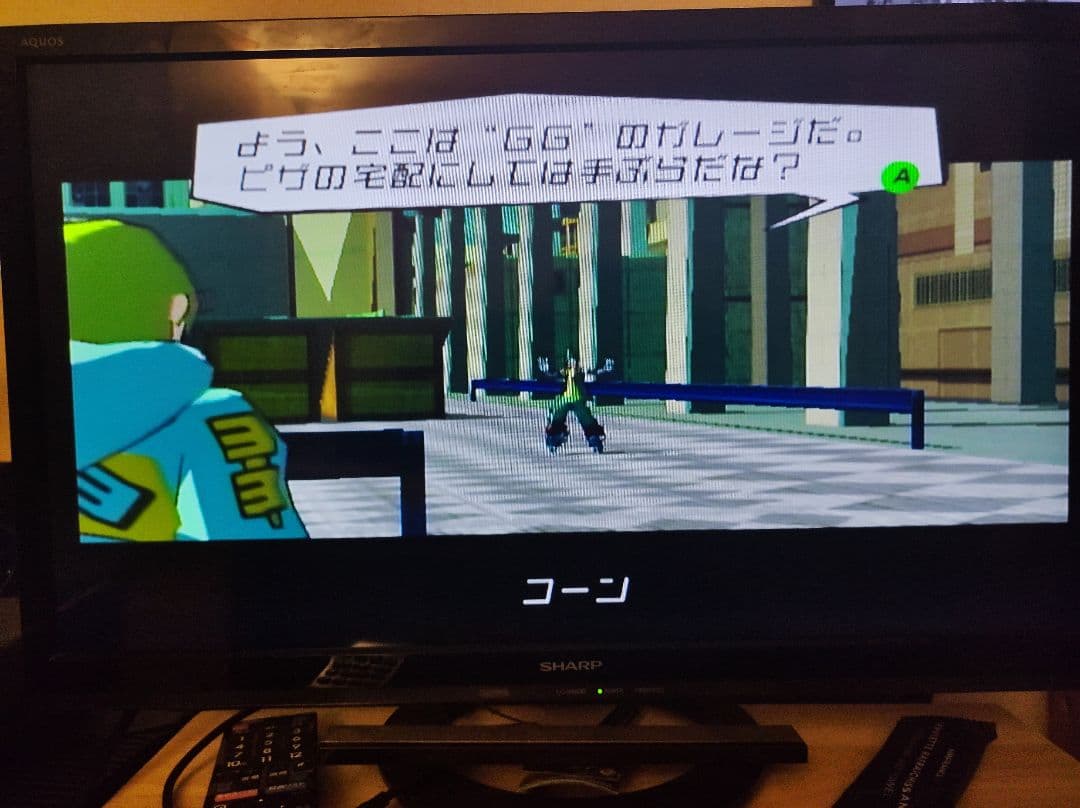 AQUOS
よう、ここは "GG" のガレージだ。
ピザの宅配にしては手ぶらだな?
A
コーン
SHARP